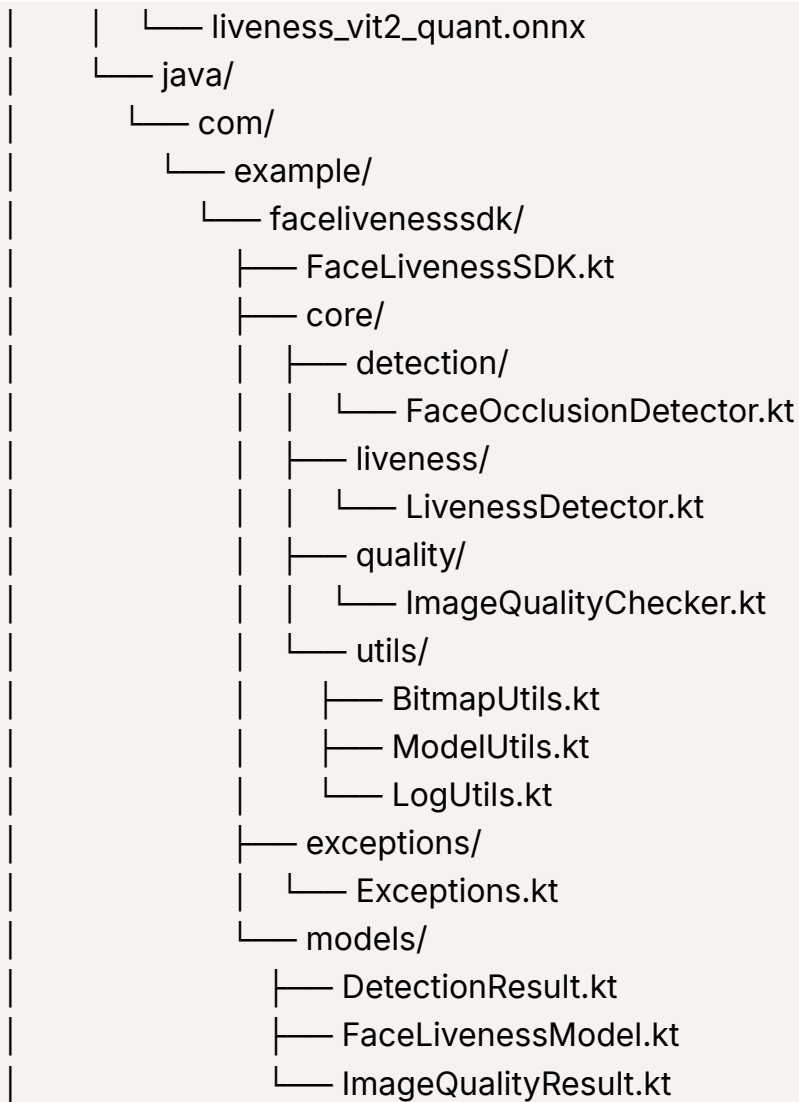 │       │   └── liveness_vit2_quant.onnx
│       └── java/
│           └── com/
│               └── example/
│                   └── facelivenesssdk/
│                       ├── FaceLivenessSDK.kt
│                       ├── core/
│                       │   ├── detection/
│                       │   │   └── FaceOcclusionDetector.kt
│                       │   ├── liveness/
│                       │   │   └── LivenessDetector.kt
│                       │   ├── quality/
│                       │   │   └── ImageQualityChecker.kt
│                       │   └── utils/
│                       │       ├── BitmapUtils.kt
│                       │       ├── ModelUtils.kt
│                       │       └── LogUtils.kt
│                       ├── exceptions/
│                       │   └── Exceptions.kt
│                       └── models/
│                           ├── DetectionResult.kt
│                           ├── FaceLivenessModel.kt
│                           └── ImageQualityResult.kt